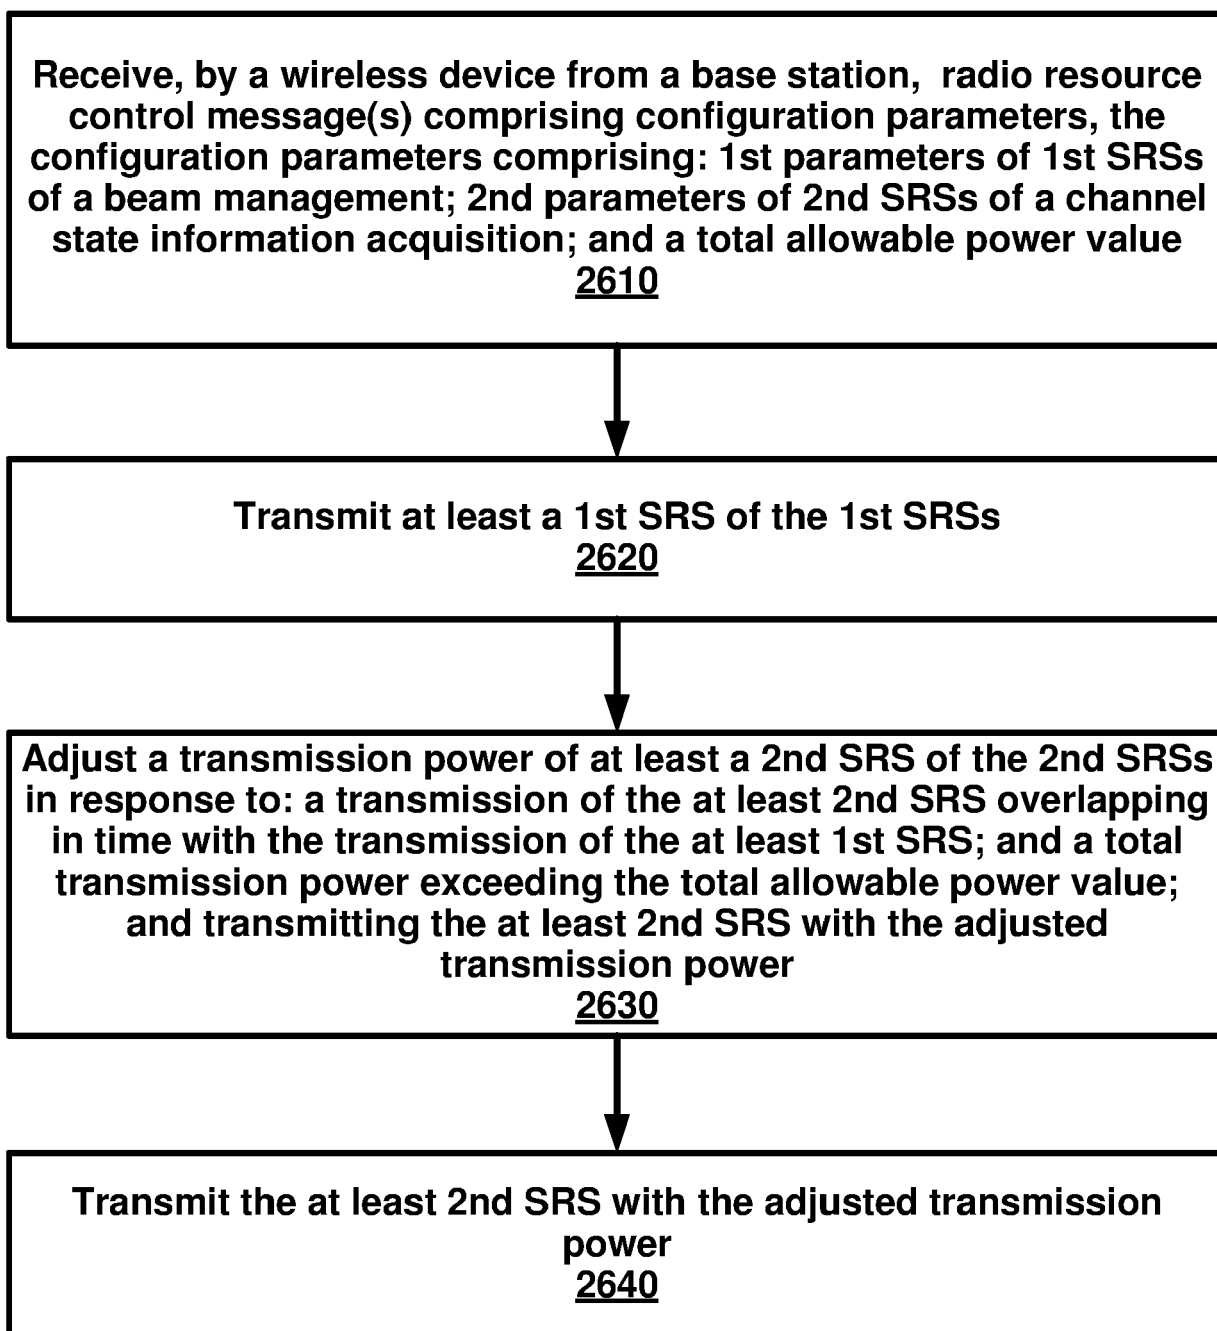 Receive, by a wireless device from a base station, radio resource
control message(s) comprising configuration parameters, the
configuration parameters comprising: 1st parameters of 1st SRSs
of a beam management; 2nd parameters of 2nd SRSs of a channel
state information acquisition; and a total allowable power value
2610
Transmit at least a 1st SRS of the 1st SRSs
2620
Adjust a transmission power of at least a 2nd SRS of the 2nd SRSs
in response to: a transmission of the at least 2nd SRS overlapping
in time with the transmission of the at least 1st SRS; and a total
transmission power exceeding the total allowable power value;
and transmitting the at least 2nd SRS with the adjusted
transmission power
2630
Transmit the at least 2nd SRS with the adjusted transmission
power
2640